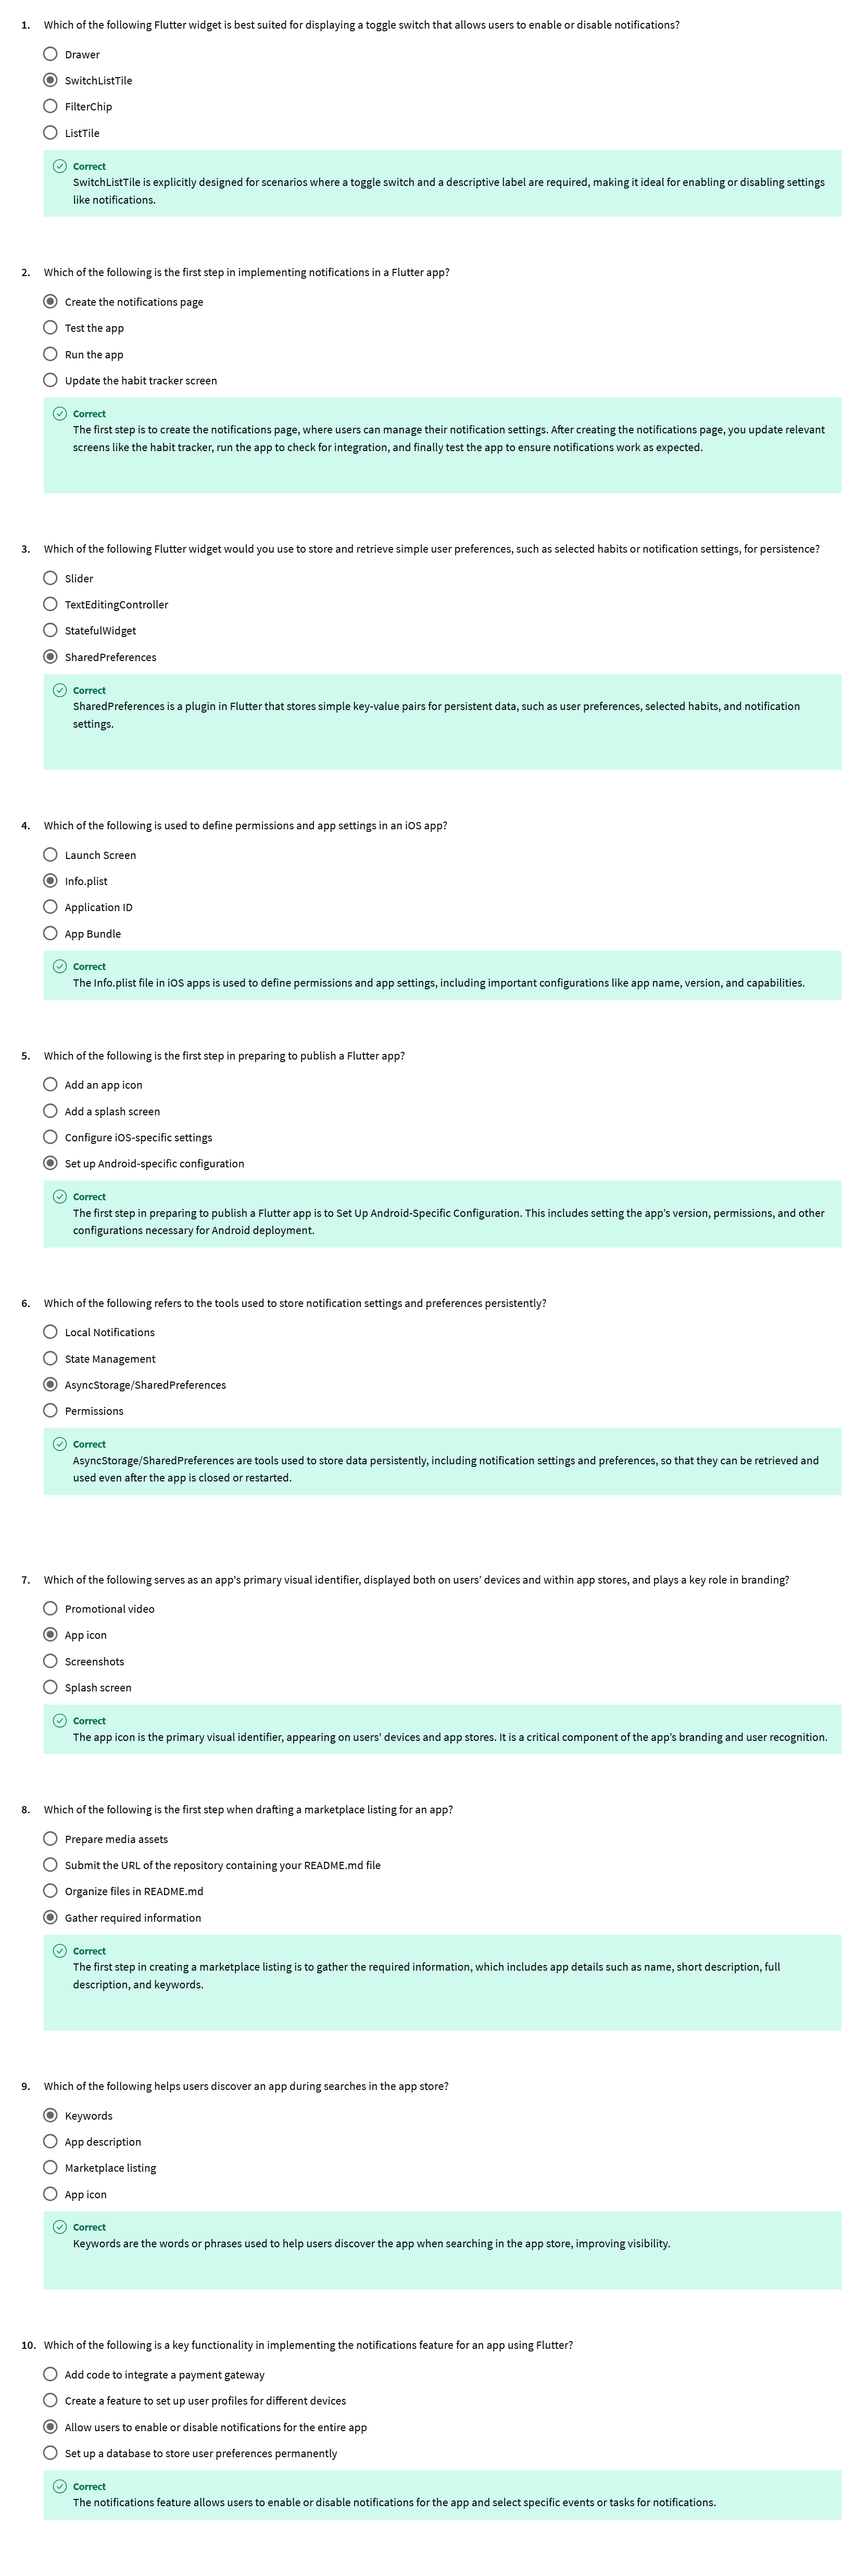 1. Which of the following Flutter widget is best suited for displaying a toggle switch that allows users to enable or disable notifications?
Drawer
SwitchListTile
FilterChip
ListTile
Correct
SwitchListTile is explicitly designed for scenarios where a toggle switch and a descriptive label are required, making it ideal for enabling or disabling settings
like notifications.
2. Which of the following is the first step in implementing notifications in a Flutter app?
Create the notifications page
Test the app
Run the app
Update the habit tracker screen
Correct
The first step is to create the notifications page, where users can manage their notification settings. After creating the notifications page, you update relevant
screens like the habit tracker, run the app to check for integration, and finally test the app to ensure notifications work as expected.
3. Which of the following Flutter widget would you use to store and retrieve simple user preferences, such as selected habits or notification settings, for persistence?
Slider
TextEditingController
StatefulWidget
SharedPreferences
Correct
SharedPreferences is a plugin in Flutter that stores simple key-value pairs for persistent data, such as user preferences, selected habits, and notification
settings.
4. Which of the following is used to define permissions and app settings in an iOS app?
Launch Screen
Info.plist
Application ID
App Bundle
Correct
The Info.plist file in iOS apps is used to define permissions and app settings, including important configurations like app name, version, and capabilities.
5. Which of the following is the first step in preparing to publish a Flutter app?
Add an app icon
Add a splash screen
Configure iOS-specific settings
Set up Android-specific configuration
Correct
The first step in preparing to publish a Flutter app is to Set Up Android-Specific Configuration. This includes setting the app's version, permissions, and other
configurations necessary for Android deployment.
6. Which of the following refers to the tools used to store notification settings and preferences persistently?
Local Notifications
State Management
AsyncStorage/SharedPreferences
Permissions
Correct
AsyncStorage/SharedPreferences are tools used to store data persistently, including notification settings and preferences, so that they can be retrieved and
used even after the app is closed or restarted.
7. Which of the following serves as an app's primary visual identifier, displayed both on users' devices and within app stores, and plays a key role in branding?
Promotional video
App icon
Screenshots
Splash screen
Correct
The app icon is the primary visual identifier, appearing on users' devices and app stores. It is a critical component of the app's branding and user recognition.
8. Which of the following is the first step when drafting a marketplace listing for an app?
Prepare media assets
Submit the URL of the repository containing your README.md file
Organize files in README.md
Gather required information
Correct
The first step in creating a marketplace listing is to gather the required information, which includes app details such as name, short description, full
description, and keywords.
9. Which of the following helps users discover an app during searches in the app store?
Keywords
App description
Marketplace listing
App icon
Correct
Keywords are the words or phrases used to help users discover the app when searching in the app store, improving visibility.
10. Which of the following is a key functionality in implementing the notifications feature for an app using Flutter?
Add code to integrate a payment gateway
Create a feature to set up user profiles for different devices
Allow users to enable or disable notifications for the entire app
Set up a database to store user preferences permanently
Correct
The notifications feature allows users to enable or disable notifications for the app and select specific events or tasks for notifications.